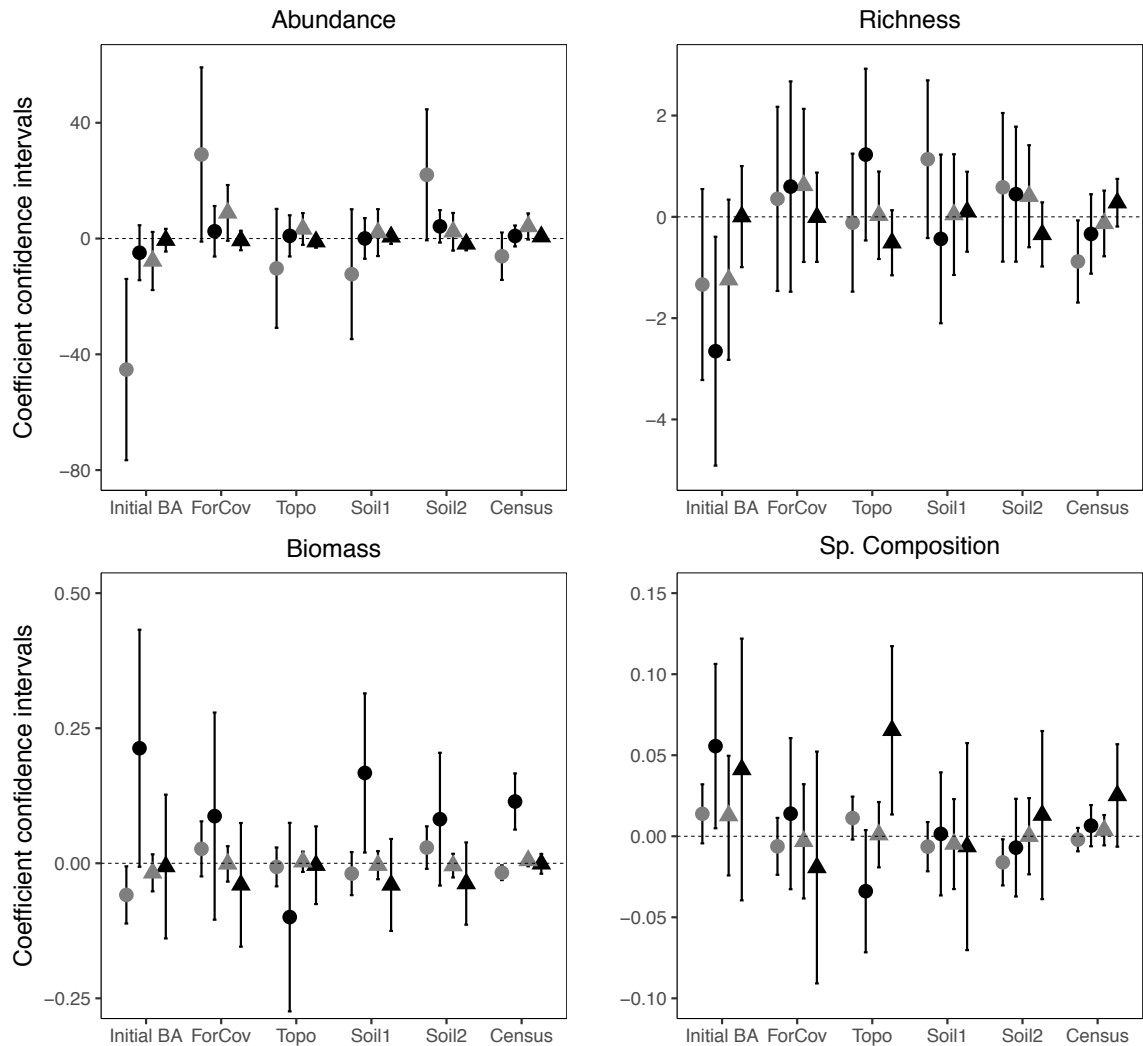 Abundance
Coefficient confidence intervals
40
0
−40
−80
Initial BA ForCov Topo Soil1 Soil2 Census
Richness
2
0
−2
−4
Initial BA ForCov Topo Soil1 Soil2 Census
Biomass
Coefficient confidence intervals
0.50
0.25
0.00
−0.25
Initial BA ForCov Topo Soil1 Soil2 Census
Sp. Composition
0.15
0.10
0.05
0.00
−0.05
−0.10
Initial BA ForCov Topo Soil1 Soil2 Census